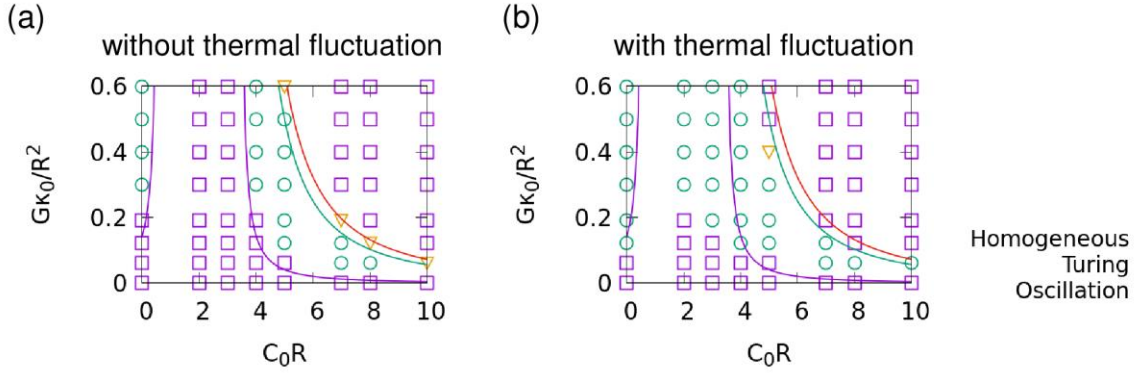 (a)
without thermal fluctuation
0.6
0.4
0.2
0
Gκ₀/R²
0 2 4 6 8 10
C₀R
(b)
with thermal fluctuation
0.6
0.4
0.2
0
Gκ₀/R²
0 2 4 6 8 10
C₀R
Homogeneous
Turing
Oscillation